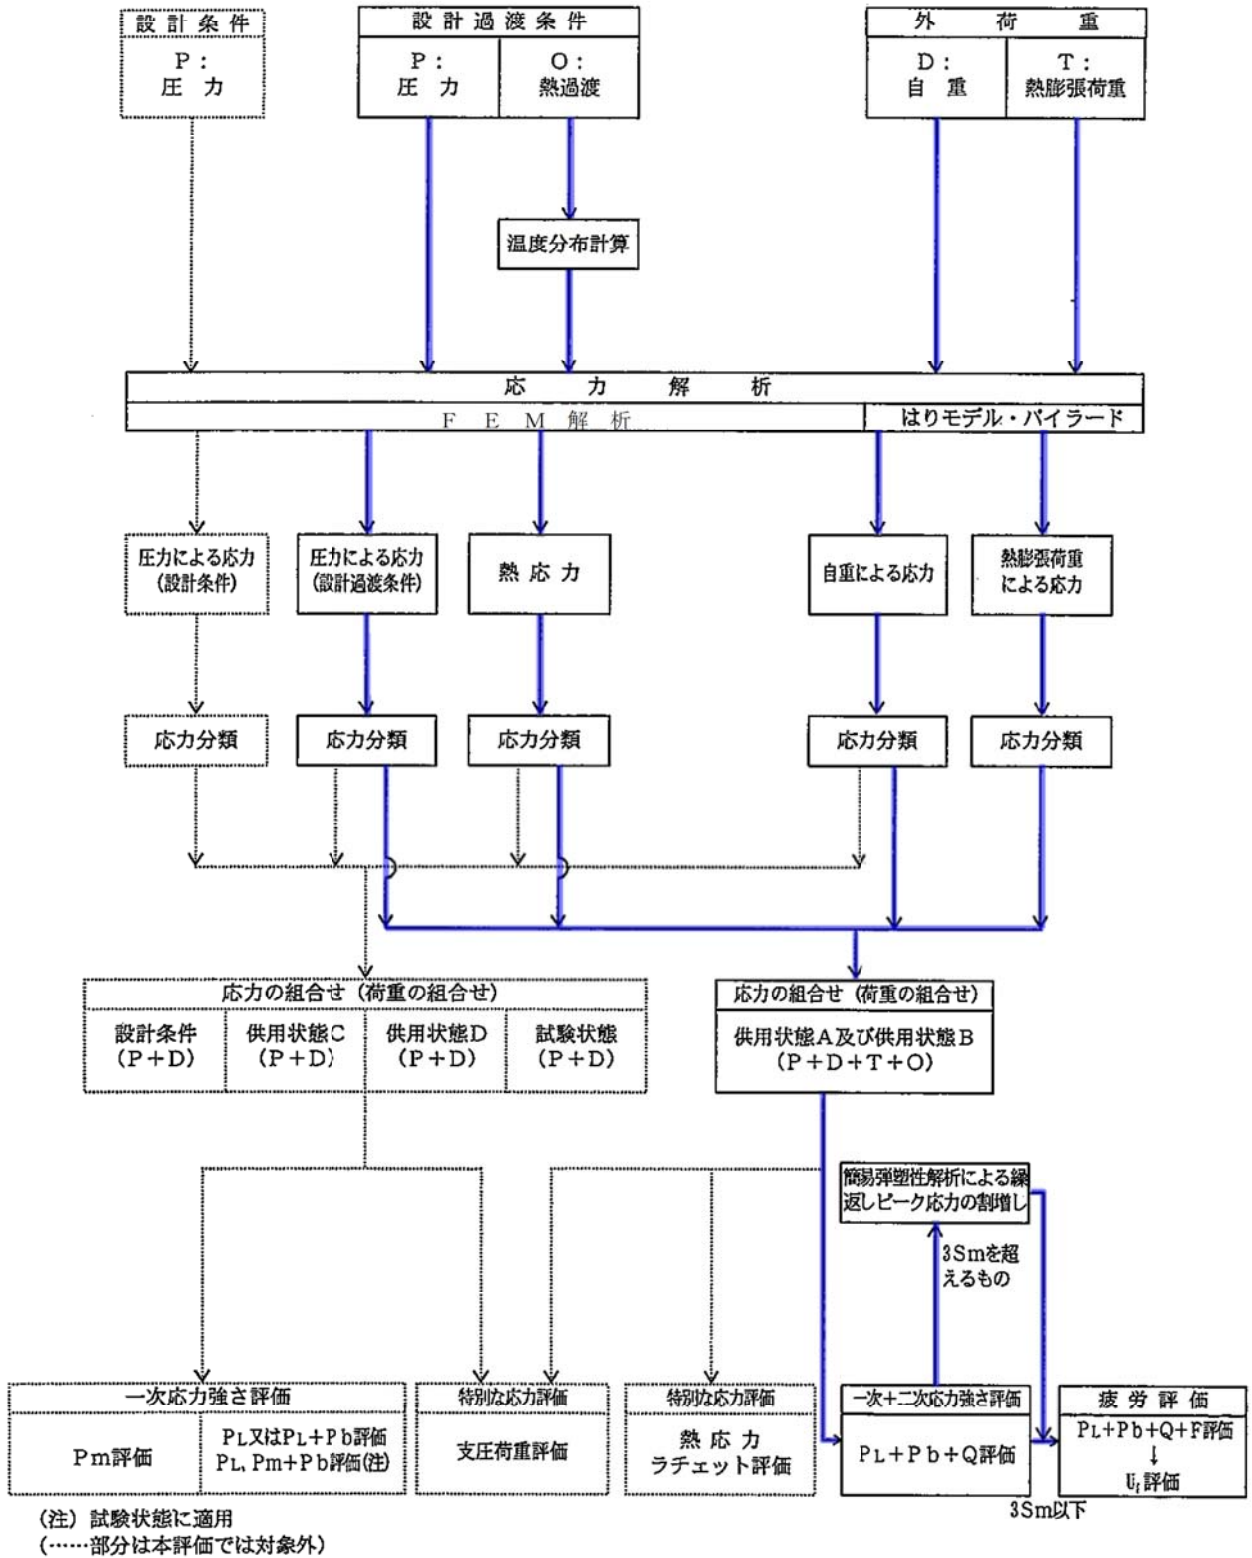 設計条件
P:
圧力
設計過渡条件
P:
圧力
O:
熱過渡
外荷重
D:
自重
T:
熱膨張荷重
温度分布計算
応力解析
FEM解析
はりモデル・バイラード
圧力による応力
(設計条件)
圧力による応力
(設計過渡条件)
熱応力
自重による応力
熱膨張荷重
による応力
応力分類
応力分類
応力分類
応力分類
応力分類
応力の組合せ(荷重の組合せ)
設計条件
(P+D)
供用状態C
(P+D)
供用状態D
(P+D)
試験状態
(P+D)
応力の組合せ(荷重の組合せ)
供用状態A及び供用状態B
(P+D+T+O)
簡易弾塑性解析による繰
返しピーク応力の割増し
3Smを超
えるもの
一次応力強さ評価
Pm評価
PL又はPL+Pb評価
PL, Pm+Pb評価(注)
特別な応力評価
支圧荷重評価
特別な応力評価
熱応力
ラチェット評価
一次+二次応力強さ評価
PL+Pb+Q評価
疲労評価
PL+Pb+Q+F評価
↓
Uf評価
3Sm以下
(注)試験状態に適用
(……部分は本評価では対象外)